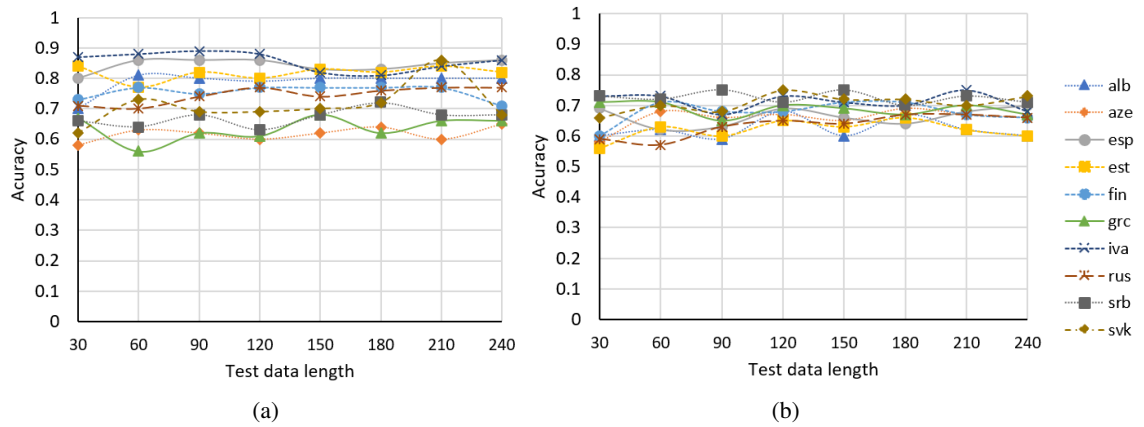 1
0.9
0.8
0.7
0.6
0.5
0.4
0.3
0.2
0.1
0
Acuracy
30 60 90 120 150 180 210 240
Test data length
(a)
1
0.9
0.8
0.7
0.6
0.5
0.4
0.3
0.2
0.1
0
Acuracy
30 60 90 120 150 180 210 240
Test data length
(b)
alb
aze
esp
est
fin
grc
iva
rus
srb
svk